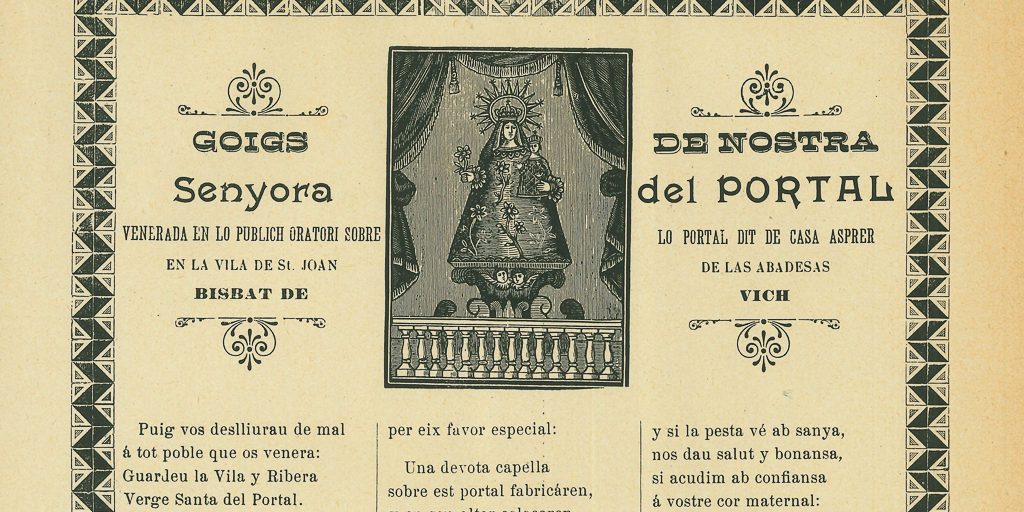 GOIGS DE NOSTRA
Senyora del PORTAL
VENERADA EN LO PUBLICH ORATORI SOBRE LO PORTAL DIT DE CASA ASPRER
EN LA VILA DE St. JOAN DE LAS ABADESAS
BISBAT DE VICH
Puig vos deslliurau de mal
á tot poble que os venera:
Guardeu la Vila y Ribera
Verge Santa del Portal.
per eix favor especial:
Una devota capella
sobre est portal fabricáren,
y si la pesta vé ab sanya,
nos dau salut y bonansa,
si acudim ab confiansa
á vostre cor maternal: